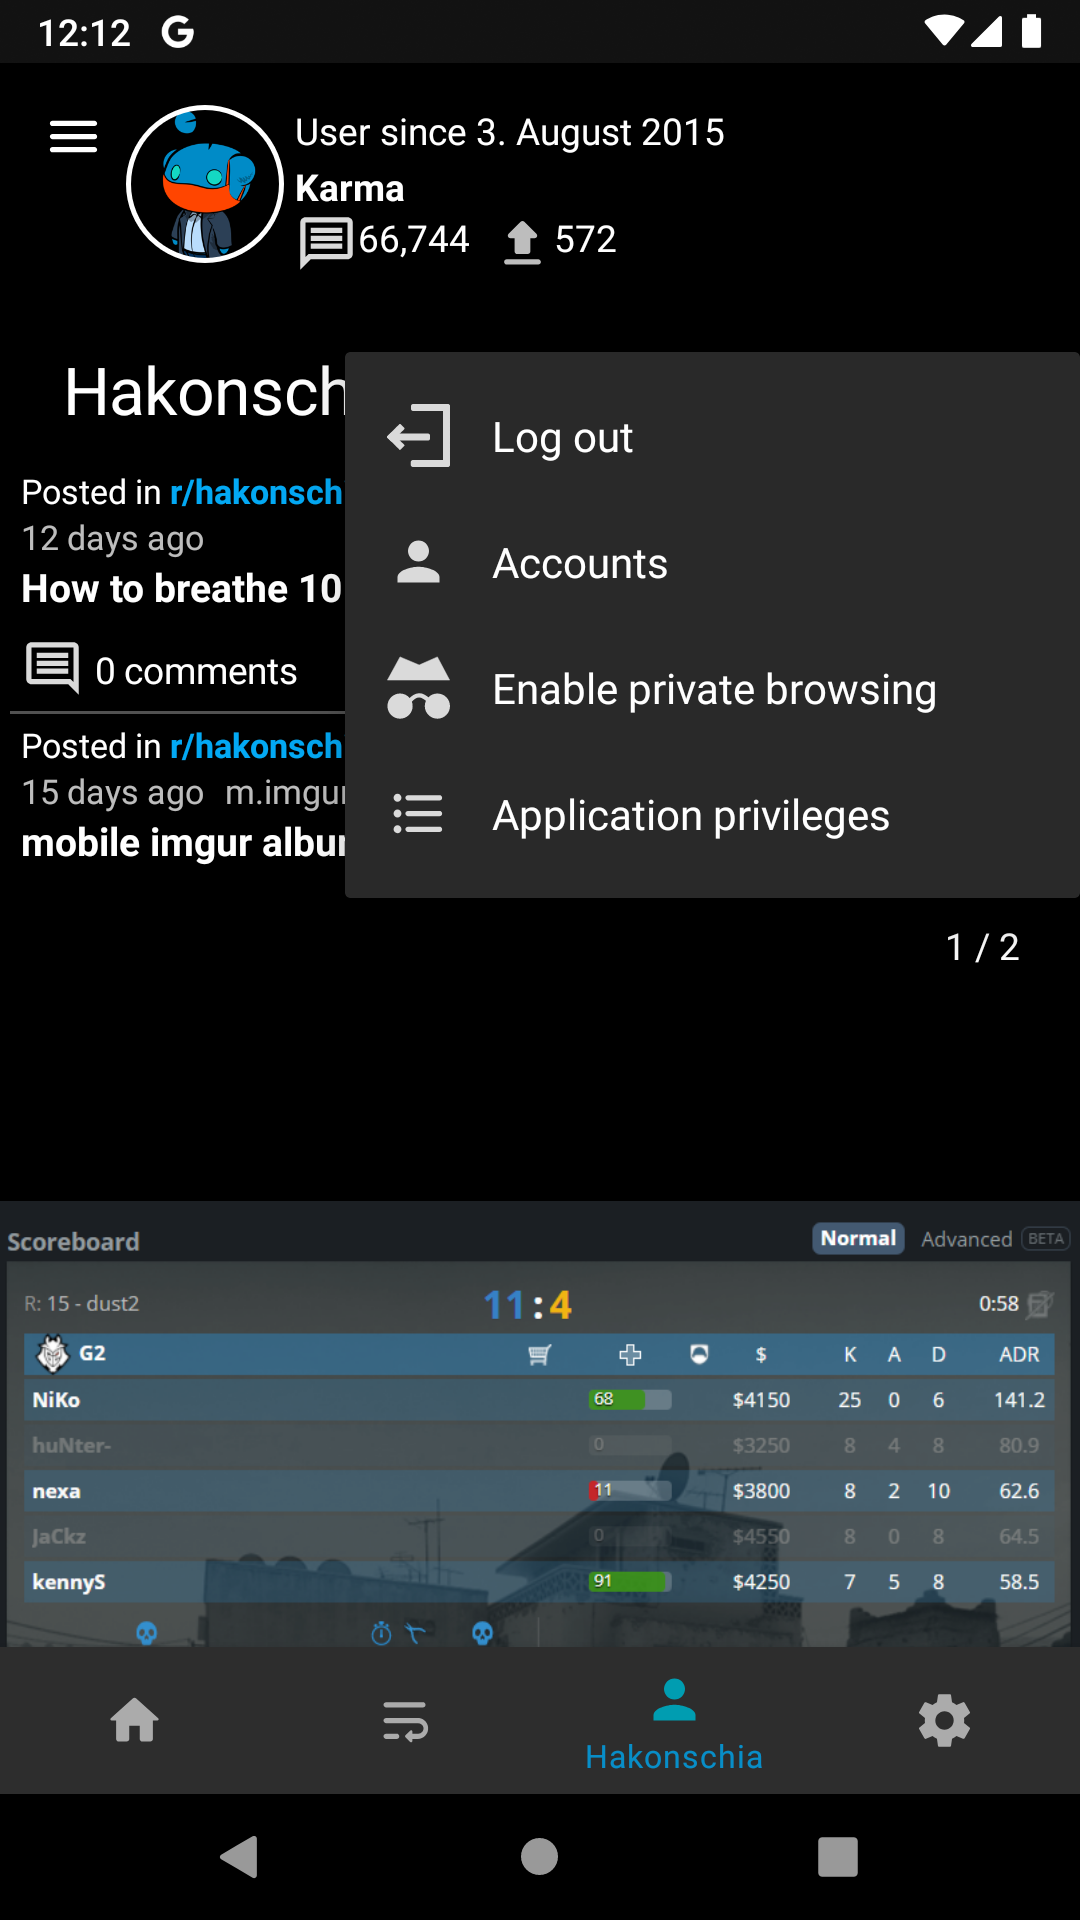 12:12 G
User since 3. August 2015
Karma
66,744 572
Hakonsch
Log out
Posted in r/hakonsch
12 days ago
Accounts
How to breathe 10
0 comments
Enable private browsing
Posted in r/hakonsch
15 days ago m.imgur
Application privileges
mobile imgur album
1 / 2
Scoreboard
Normal Advanced BETA
R: 15 - dust2 11 : 4 0:58
G2 $ K A D ADR
NiKo 68 $4150 25 0 6 141.2
huNter- 0 $3250 8 4 8 80.9
nexa 11 $3800 8 2 10 62.6
JaCkz 0 $4550 8 0 8 64.5
kennyS 91 $4250 7 5 8 58.5
Hakonschia